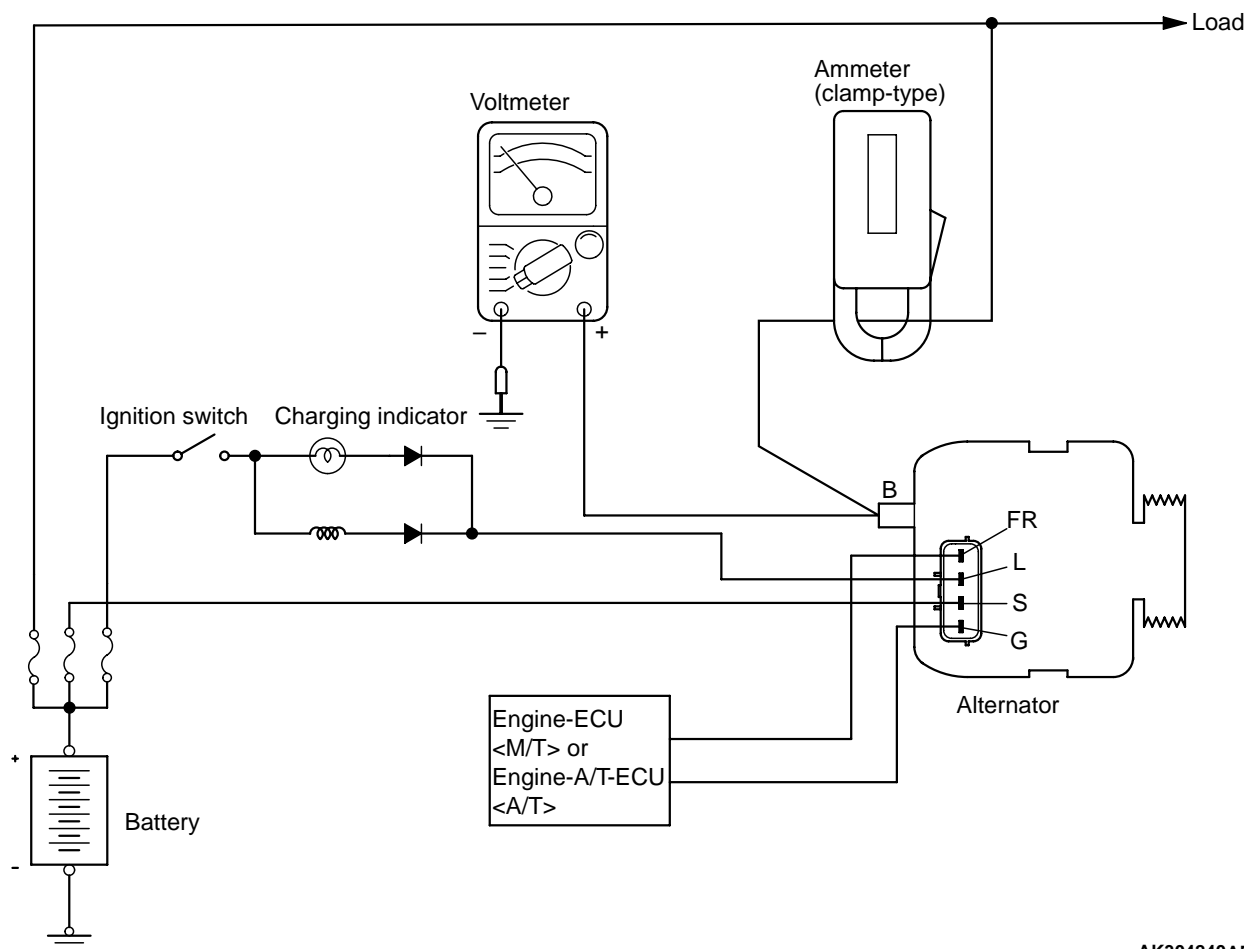 Load
Ammeter
(clamp-type)
Voltmeter
– +
Ignition switch
Charging indicator
B
FR
L
S
G
Alternator
Engine-ECU
<M/T> or
Engine-A/T-ECU
<A/T>
+
Battery
-